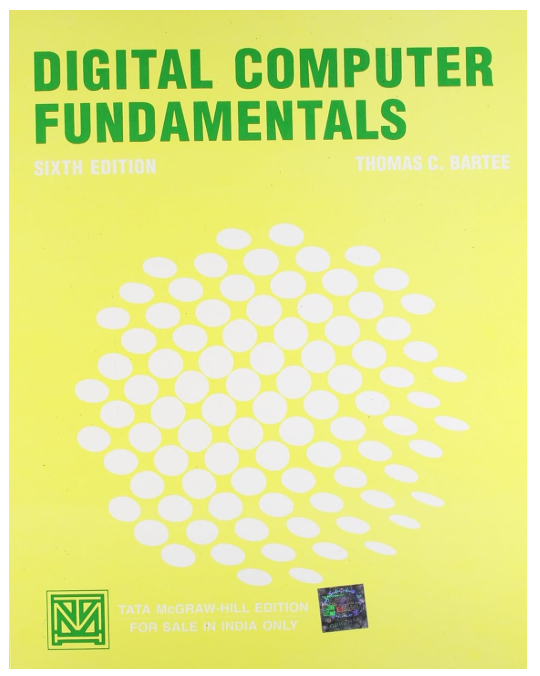 DIGITAL COMPUTER
FUNDAMENTALS
SIXTH EDITION
THOMAS C. BARTEE
TATA McGRAW-HILL EDITION
FOR SALE IN INDIA ONLY